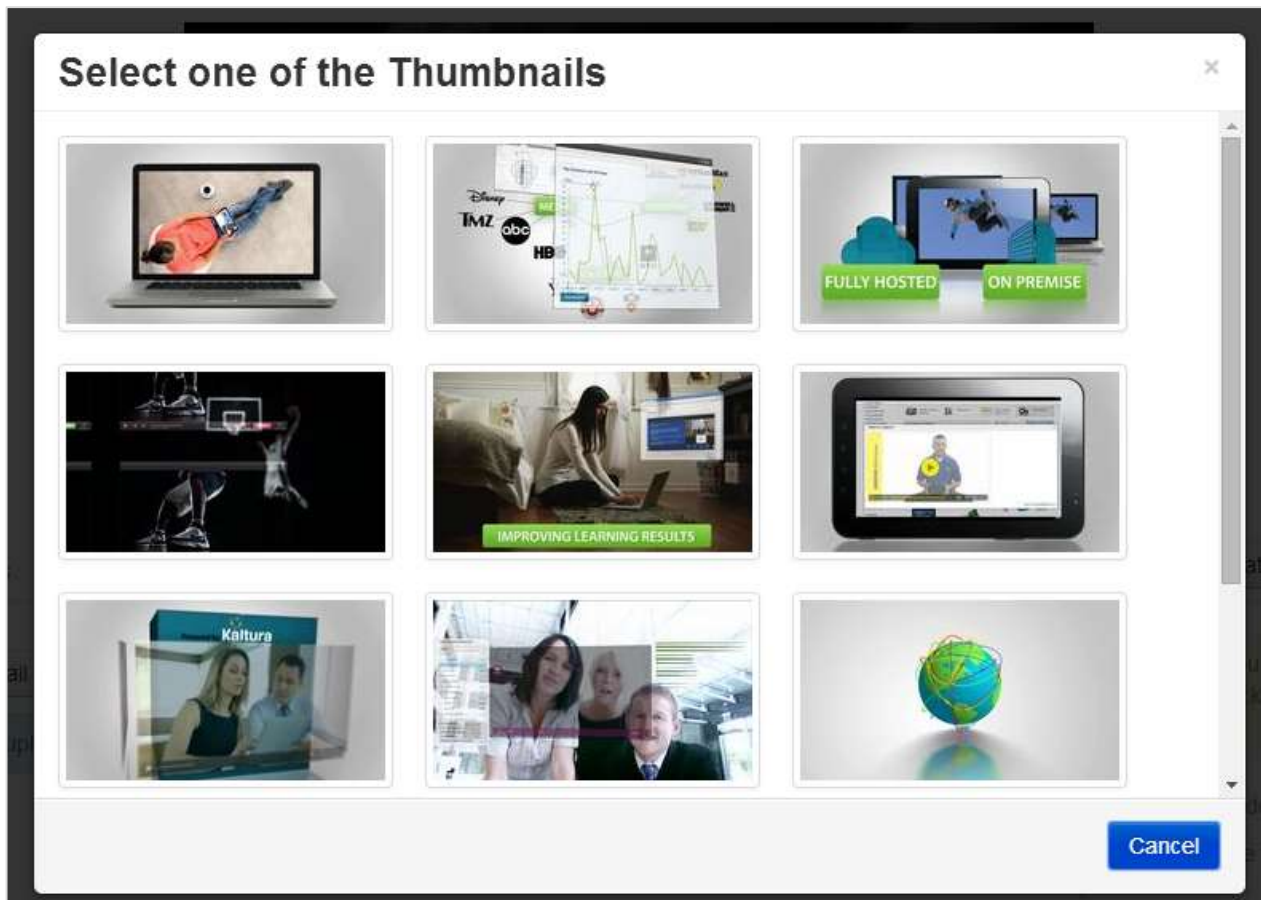 Select one of the Thumbnails
×
Disney
TMZ
abc
HB
FULLY HOSTED
ON PREMISE
IMPROVING LEARNING RESULTS
Kaltura
Cancel